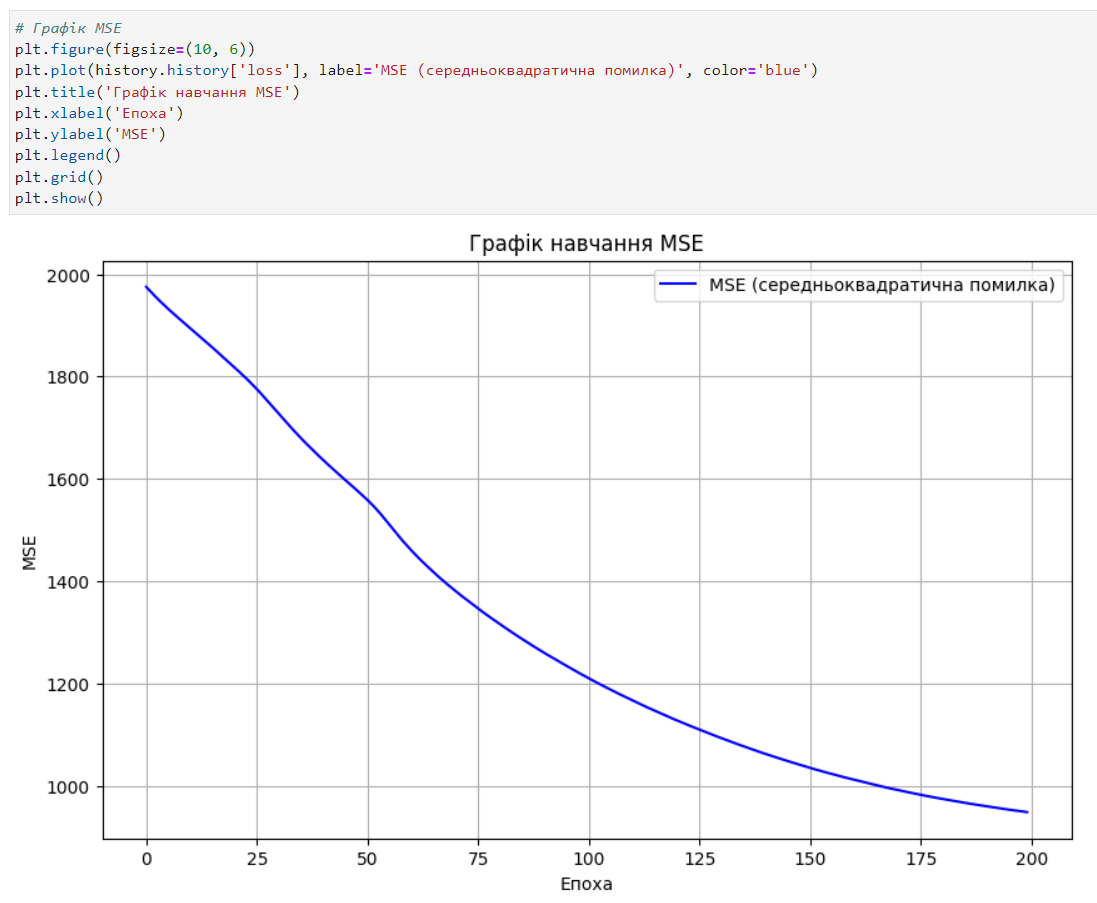 # Графік MSE
plt.figure(figsize=(10, 6))
plt.plot(history.history['loss'], label='MSE (середньоквадратична помилка)', color='blue')
plt.title('Графік навчання MSE')
plt.xlabel('Епоха')
plt.ylabel('MSE')
plt.legend()
plt.grid()
plt.show()
Графік навчання MSE
MSE (середньоквадратична помилка)
2000
1800
1600
1400
1200
1000
MSE
0 25 50 75 100 125 150 175 200
Епоха